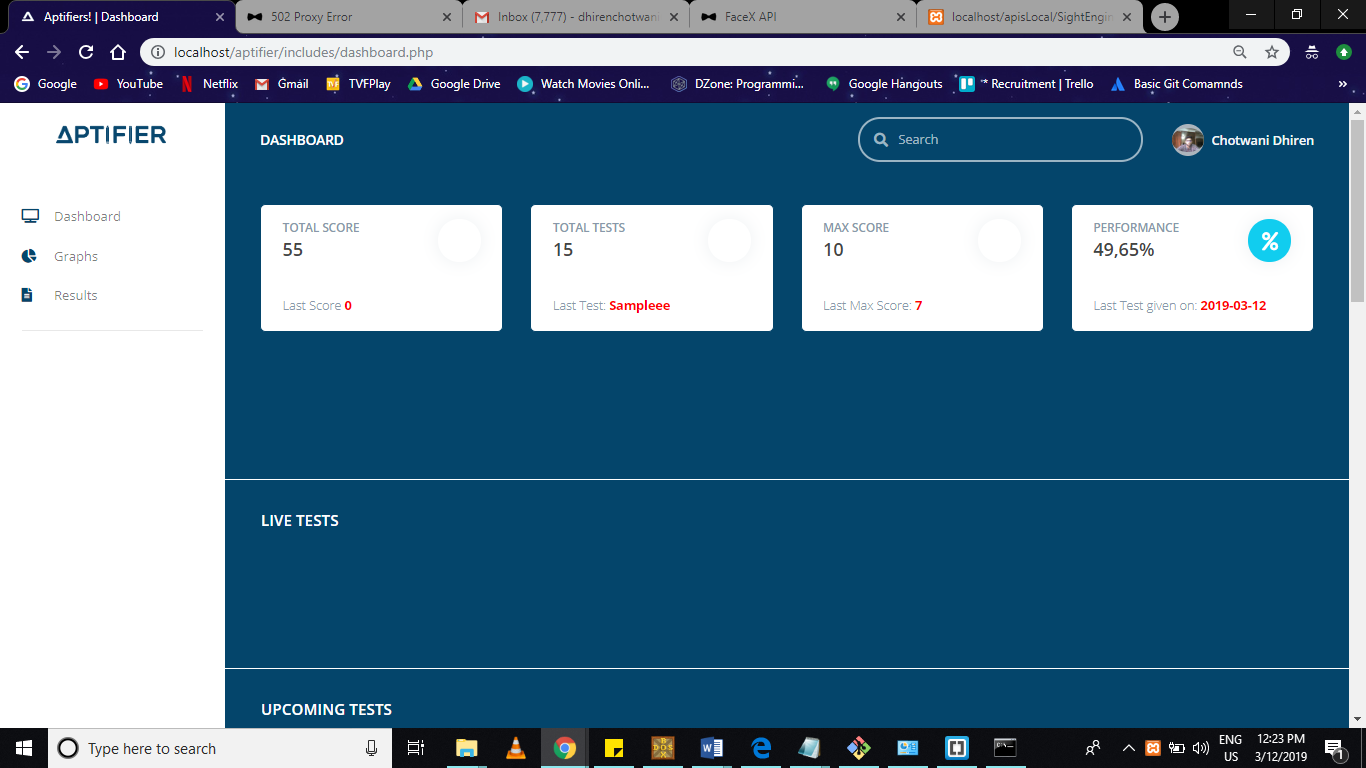 Aptifiers! | Dashboard
502 Proxy Error
Inbox (7,777) - dhirenchotwani
FaceX API
localhost/apisLocal/SightEngin
localhost/aptifier/includes/dashboard.php
Google
YouTube
Netflix
Gmail
TVFPlay
Google Drive
Watch Movies Onli...
DZone: Programmi...
Google Hangouts
* Recruitment | Trello
Basic Git Comamnds
»
APTIFIER
Dashboard
Graphs
Results
DASHBOARD
Search
Chotwani Dhiren
TOTAL SCORE
55
Last Score 0
TOTAL TESTS
15
Last Test: Sampleee
MAX SCORE
10
Last Max Score: 7
PERFORMANCE
49,65%
%
Last Test given on: 2019-03-12
LIVE TESTS
UPCOMING TESTS
Type here to search
ENG
US
12:23 PM
3/12/2019
1